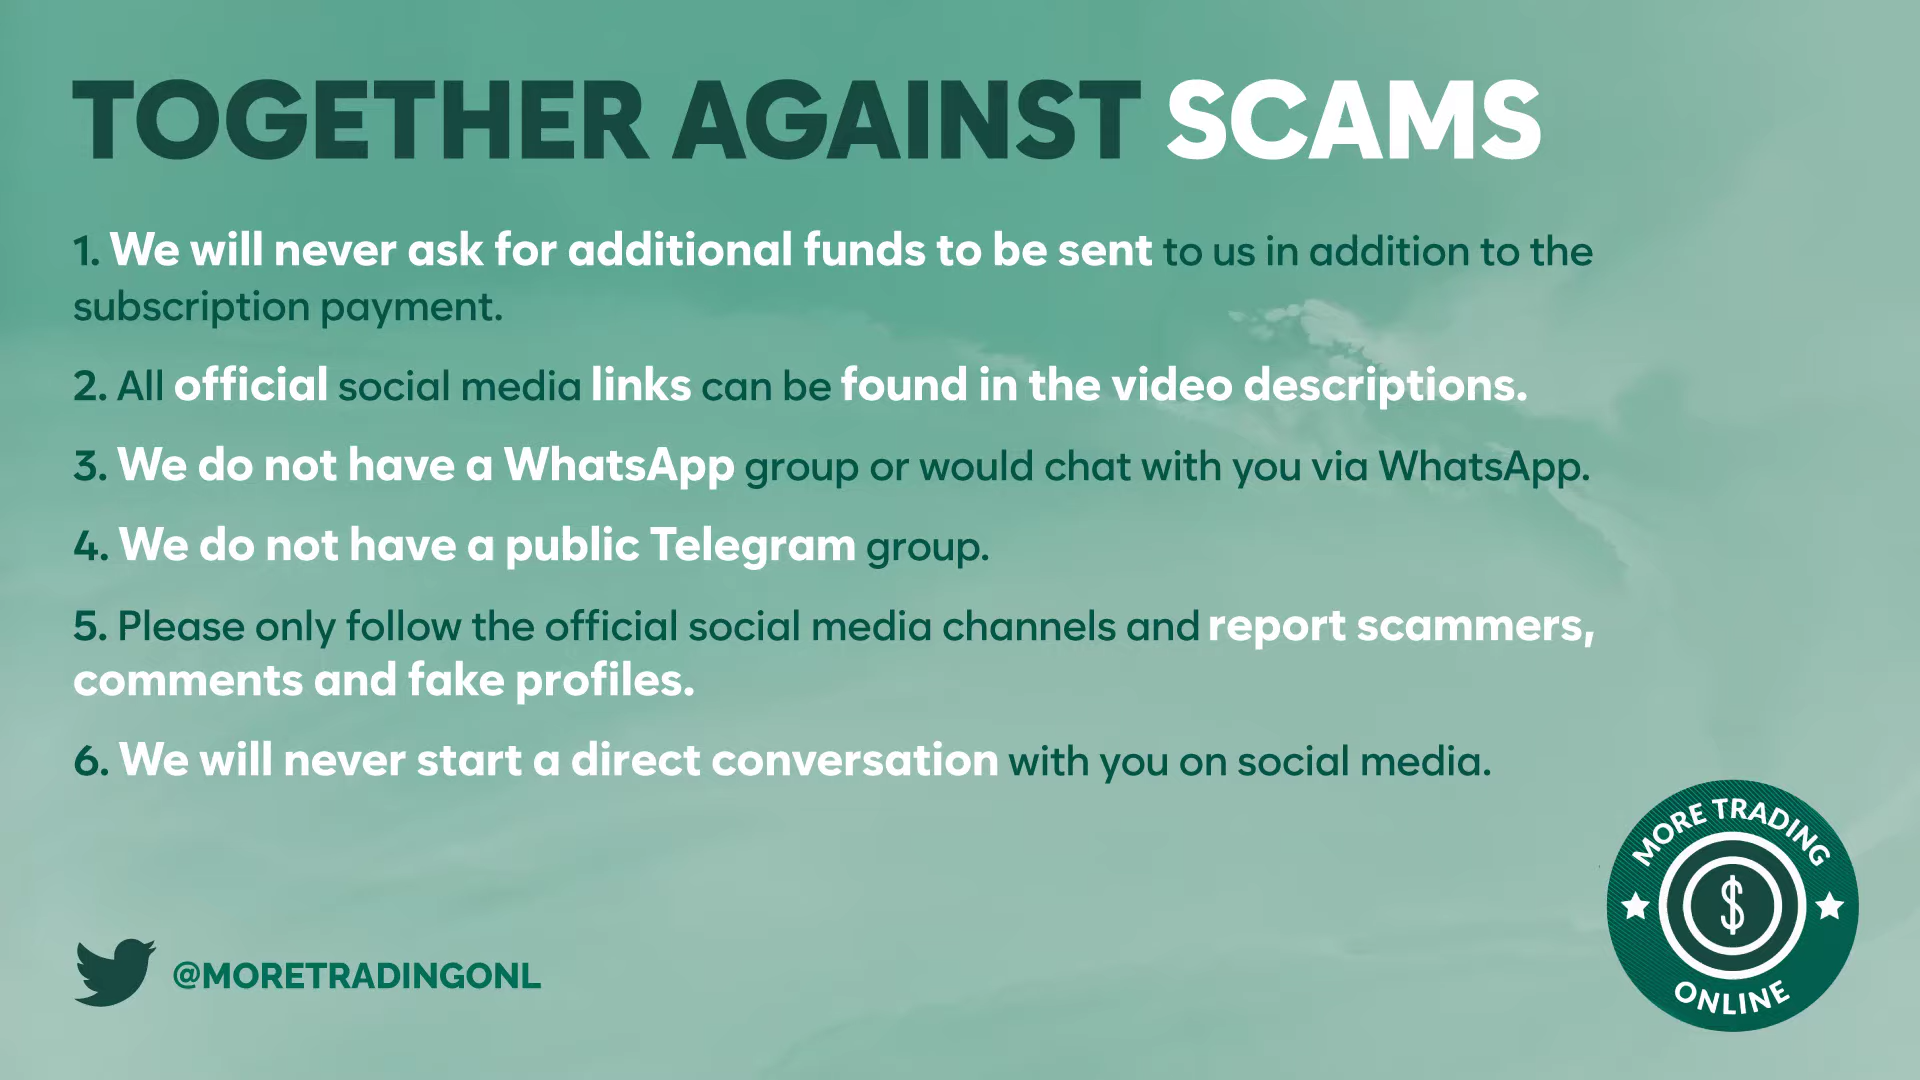 TOGETHER AGAINST SCAMS
1. We will never ask for additional funds to be sent to us in addition to the
subscription payment.
2. All official social media links can be found in the video descriptions.
3. We do not have a WhatsApp group or would chat with you via WhatsApp.
4. We do not have a public Telegram group.
5. Please only follow the official social media channels and report scammers,
comments and fake profiles.
6. We will never start a direct conversation with you on social media.
MORE TRADING
$
ONLINE
@MORETRADINGONL